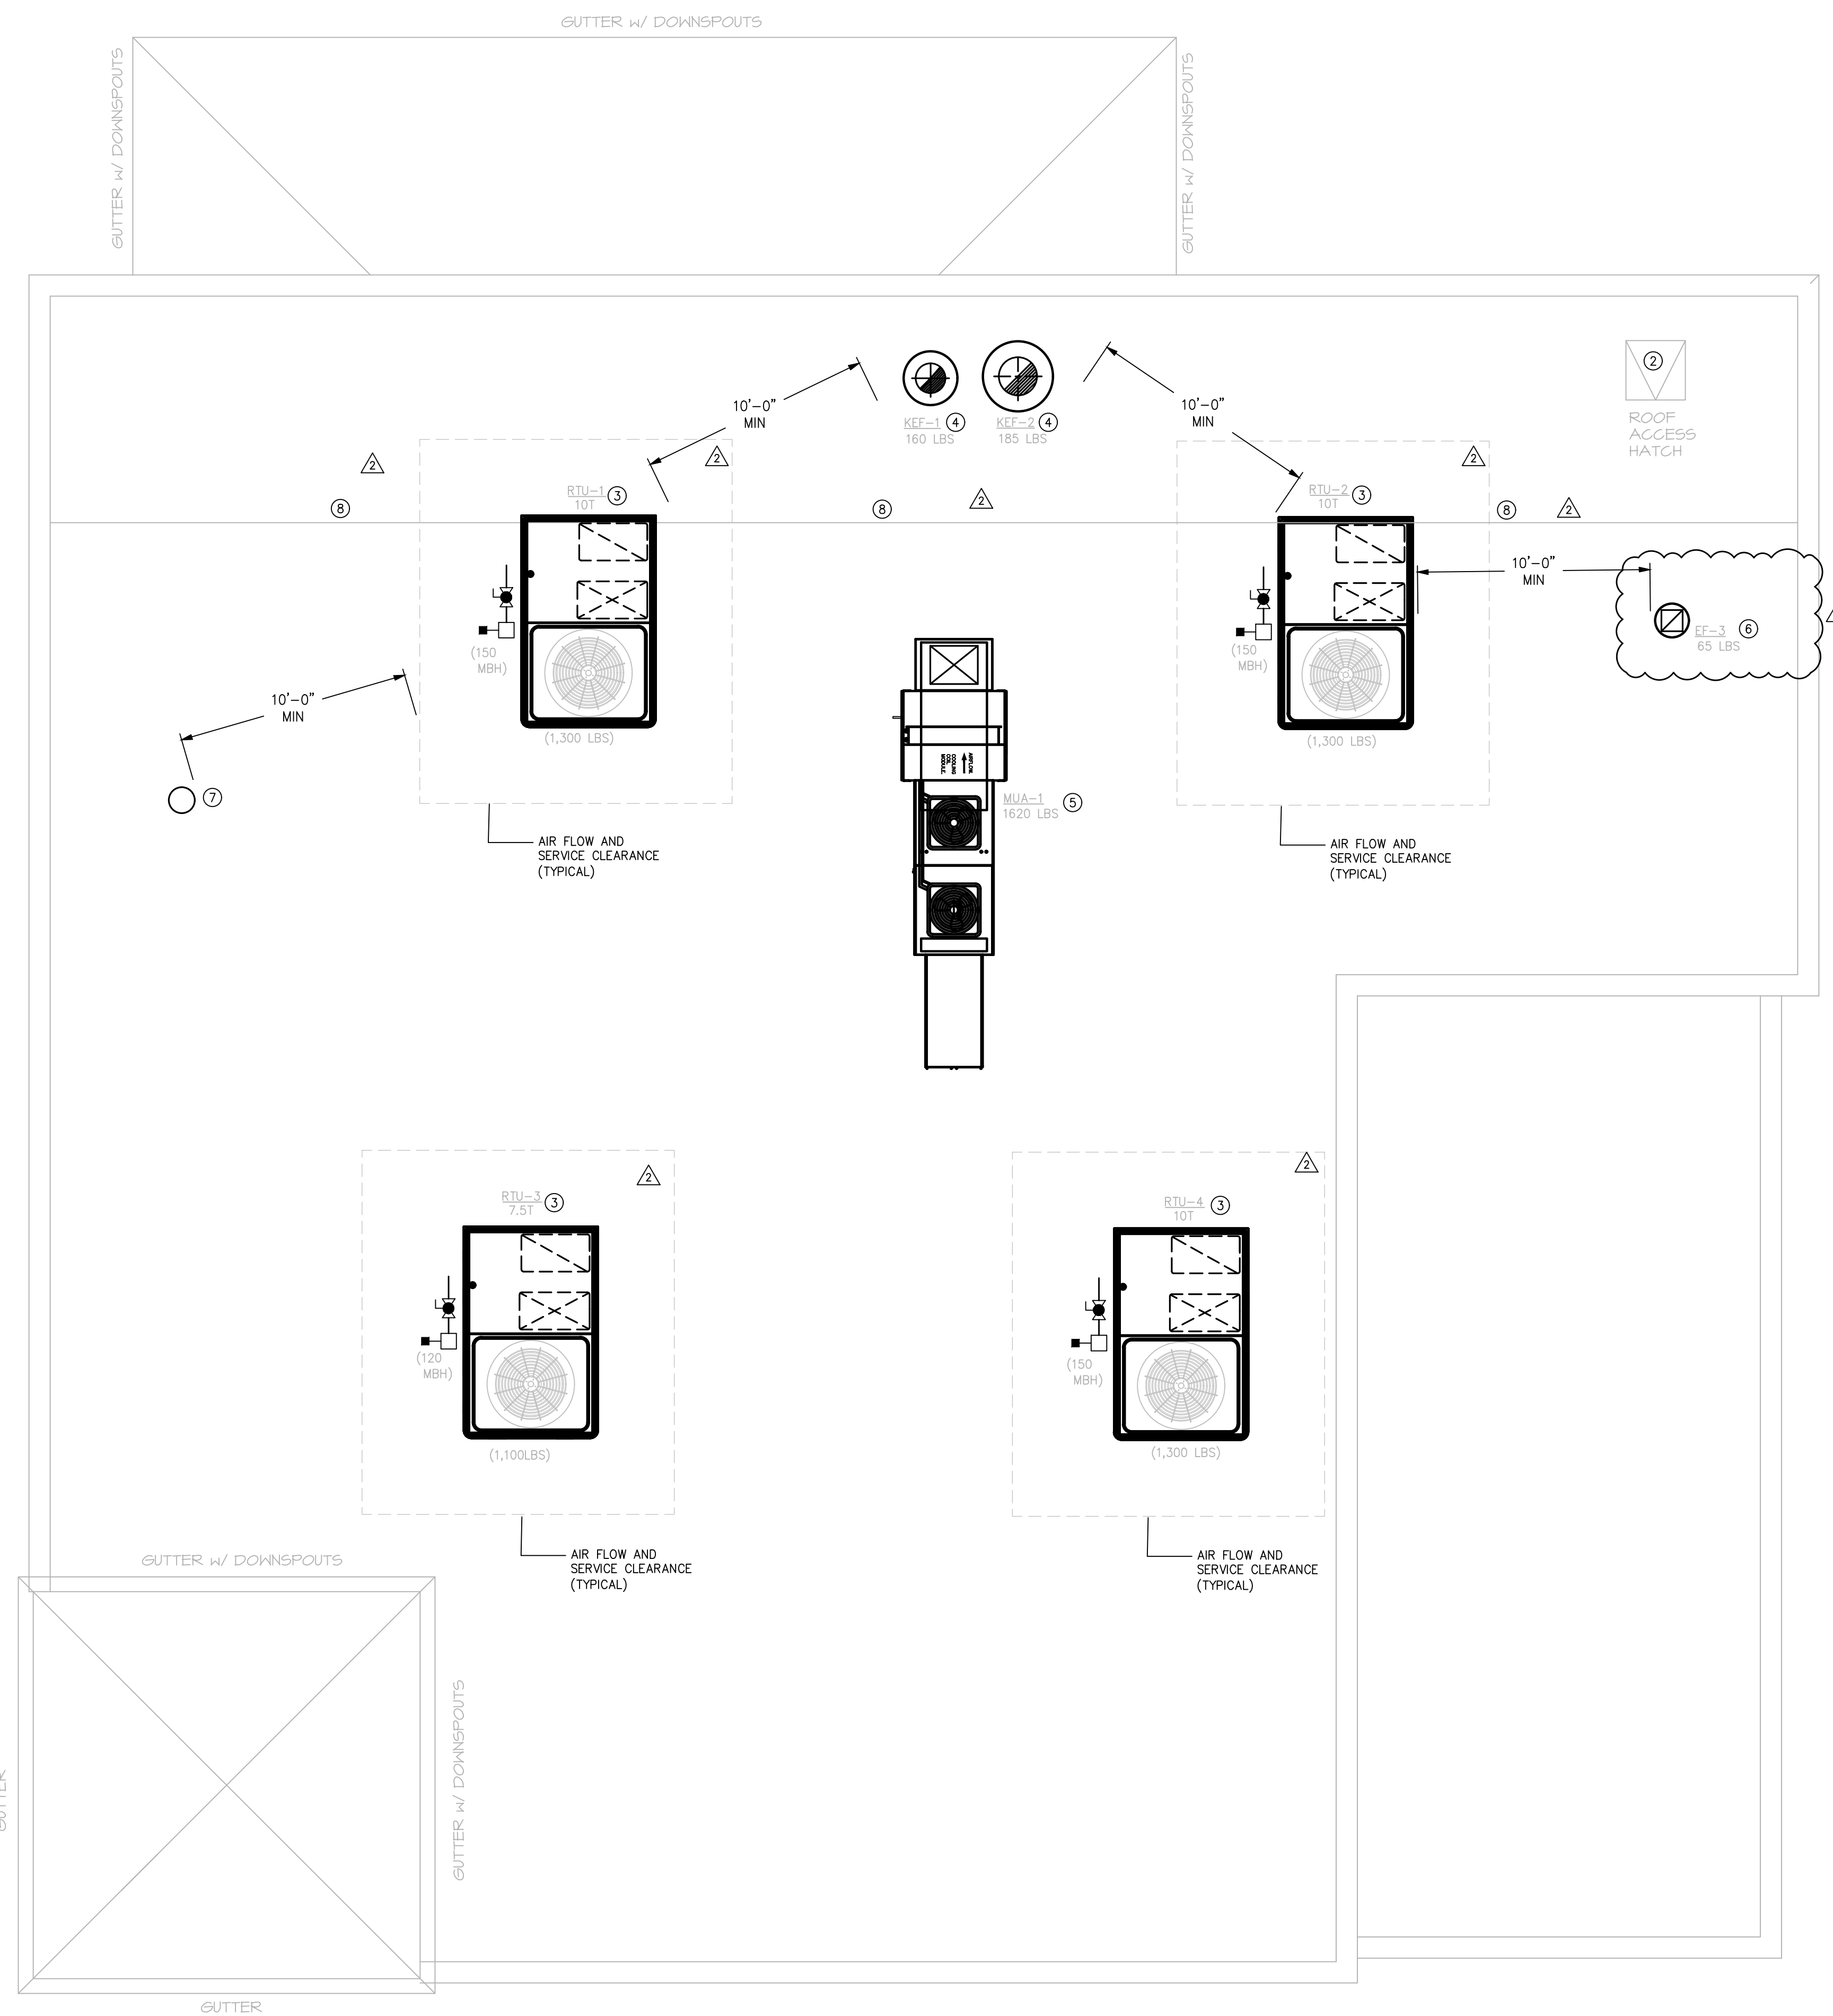 GUTTER W/ DOWNSPOUTS
GUTTER W/ DOWNSPOUTS
GUTTER W/ DOWNSPOUTS
2
ROOF
ACCESS
HATCH
10'-0"
MIN
KEF-1 4
160 LBS
KEF-2 4
185 LBS
10'-0"
MIN
2
2
2
RTU-1 3
10T
RTU-2 3
10T
8
8
2
8
2
10'-0"
MIN
EF-3 6
65 LBS
(150
MBH)
(150
MBH)
10'-0"
MIN
(1,300 LBS)
(1,300 LBS)
AIRFLOW.
COOLING
COIL
MODULE.
7
MUA-1 5
1620 LBS
AIR FLOW AND
SERVICE CLEARANCE
(TYPICAL)
AIR FLOW AND
SERVICE CLEARANCE
(TYPICAL)
2
2
RTU-3 3
7.5T
RTU-4 3
10T
(120
MBH)
(150
MBH)
(1,100LBS)
(1,300 LBS)
AIR FLOW AND
SERVICE CLEARANCE
(TYPICAL)
AIR FLOW AND
SERVICE CLEARANCE
(TYPICAL)
GUTTER W/ DOWNSPOUTS
GUTTER W/ DOWNSPOUTS
GUTTER
GUTTER